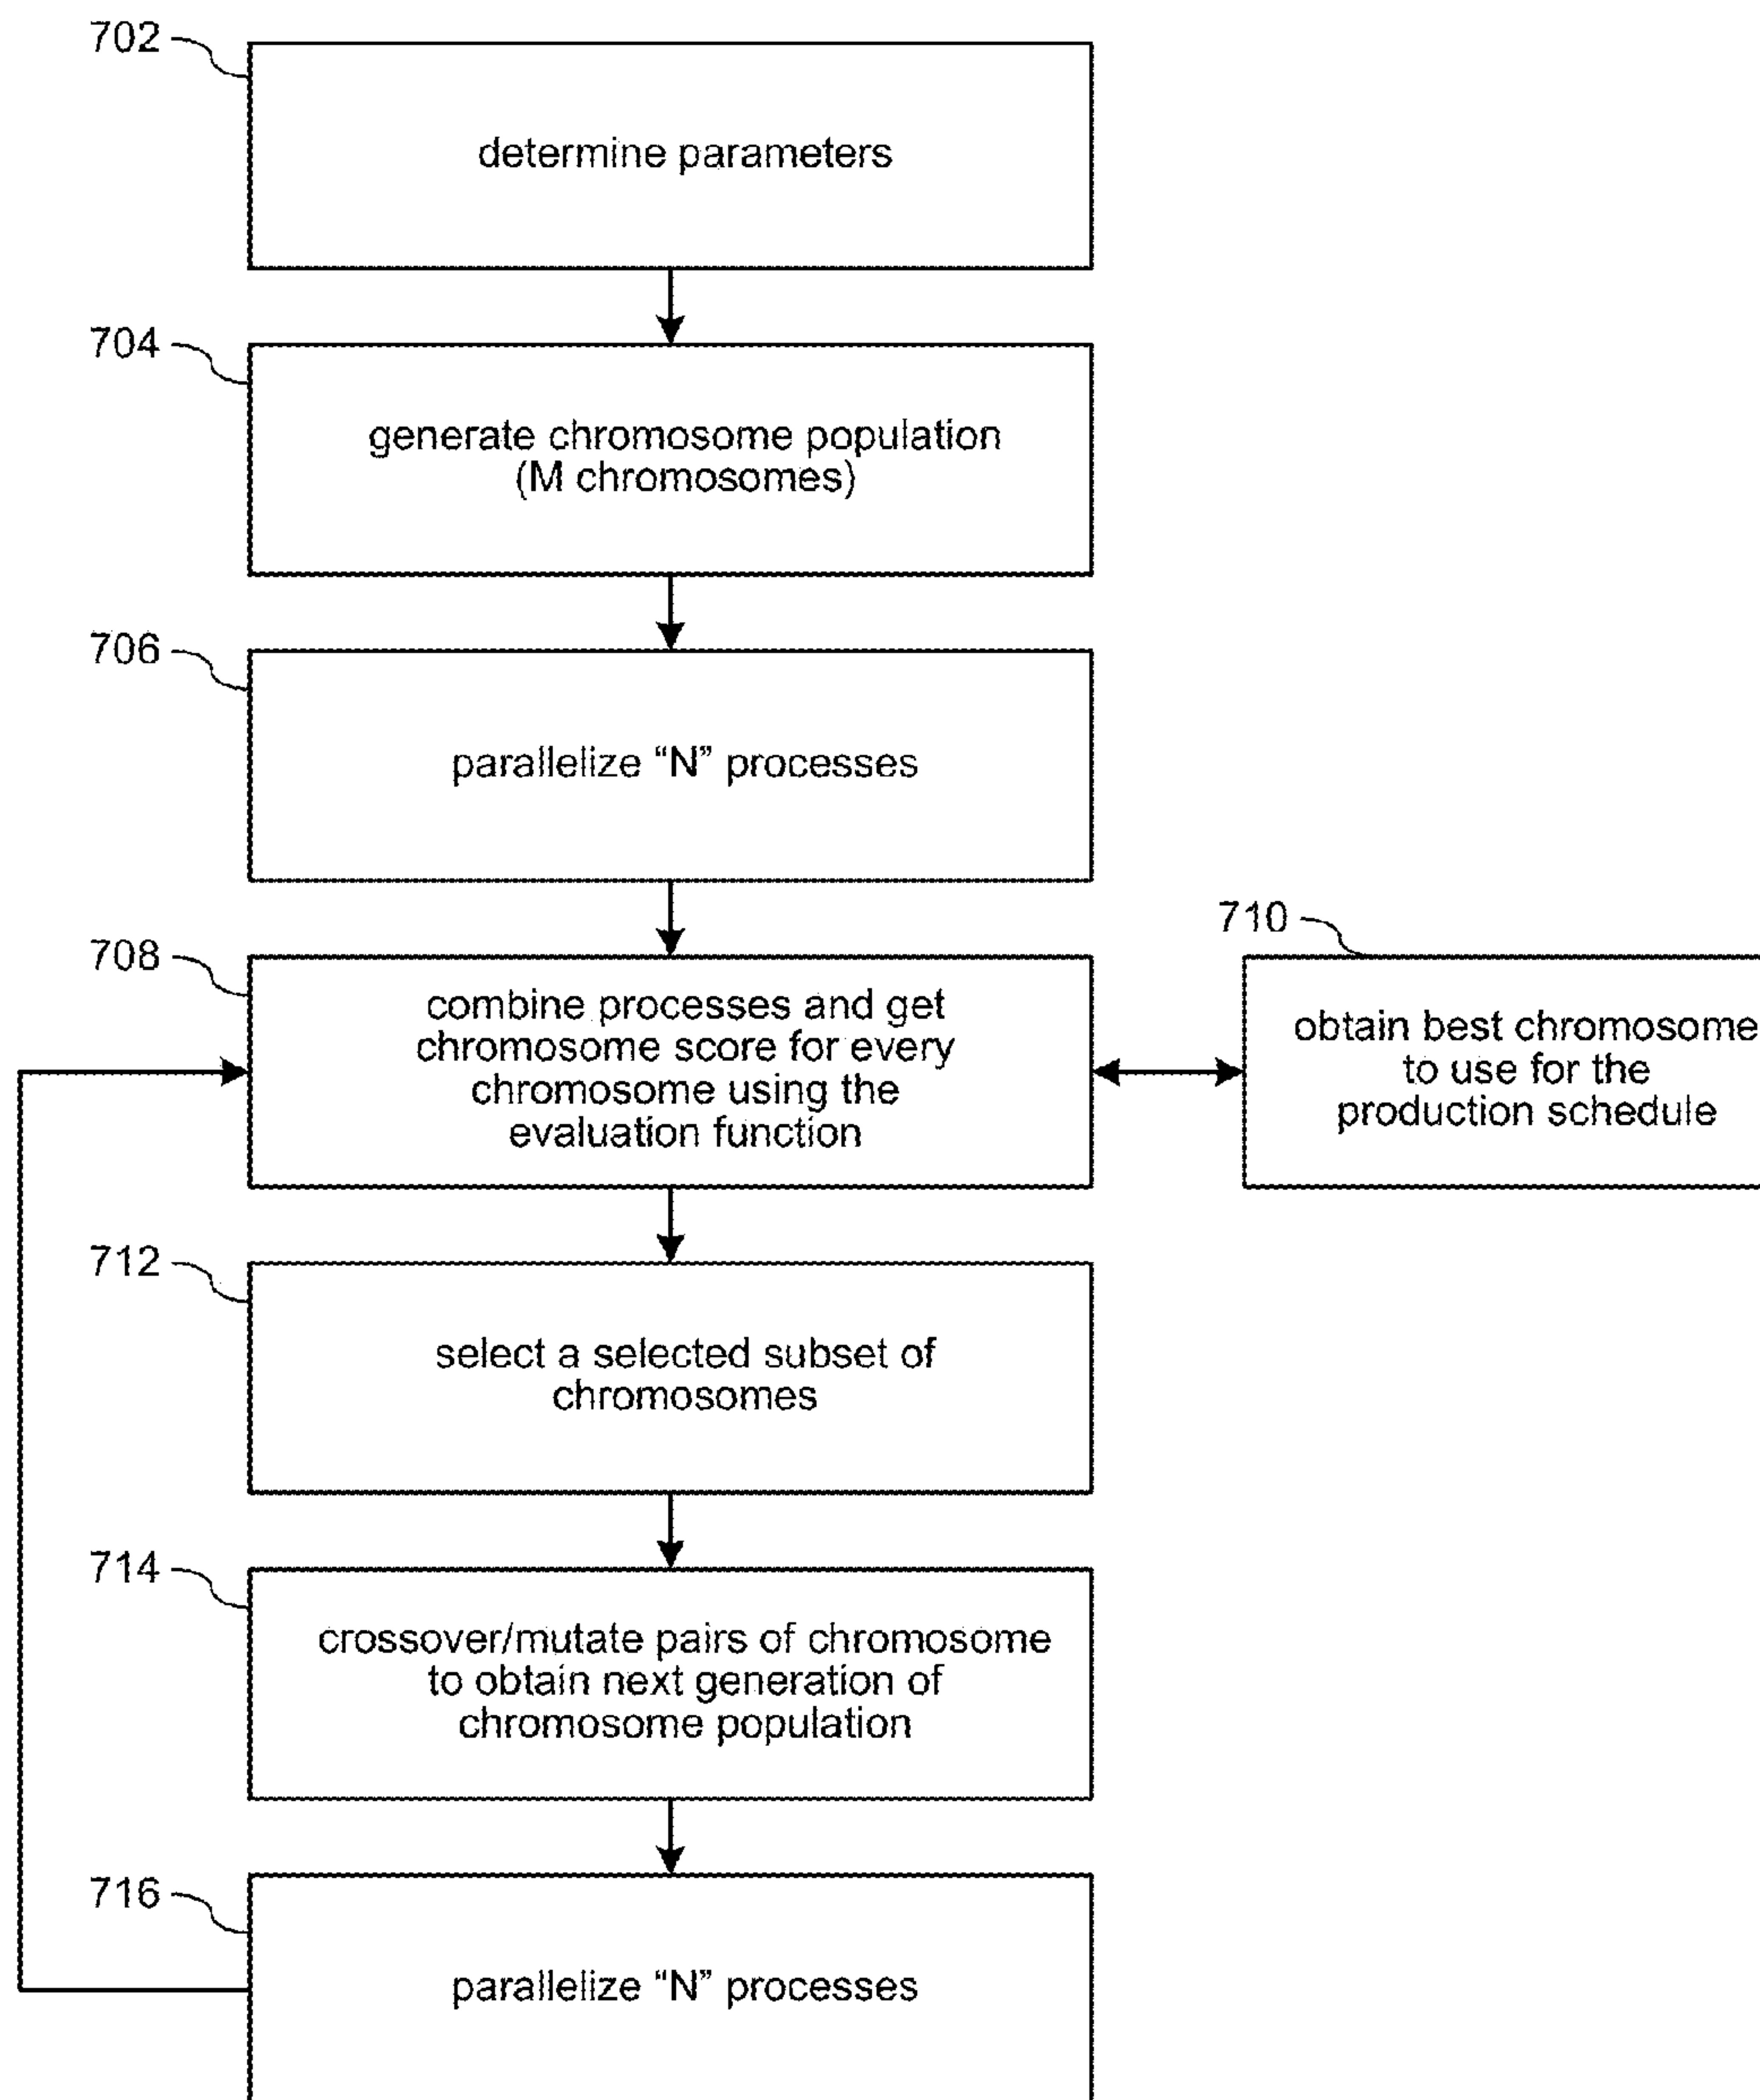 702
determine parameters
704
generate chromosome population
(M chromosomes)
706
parallelize “N” processes
708
combine processes and get
chromosome score for every
chromosome using the
evaluation function
710
obtain best chromosome
to use for the
production schedule
712
select a selected subset of
chromosomes
714
crossover/mutate pairs of chromosome
to obtain next generation of
chromosome population
716
parallelize “N” processes